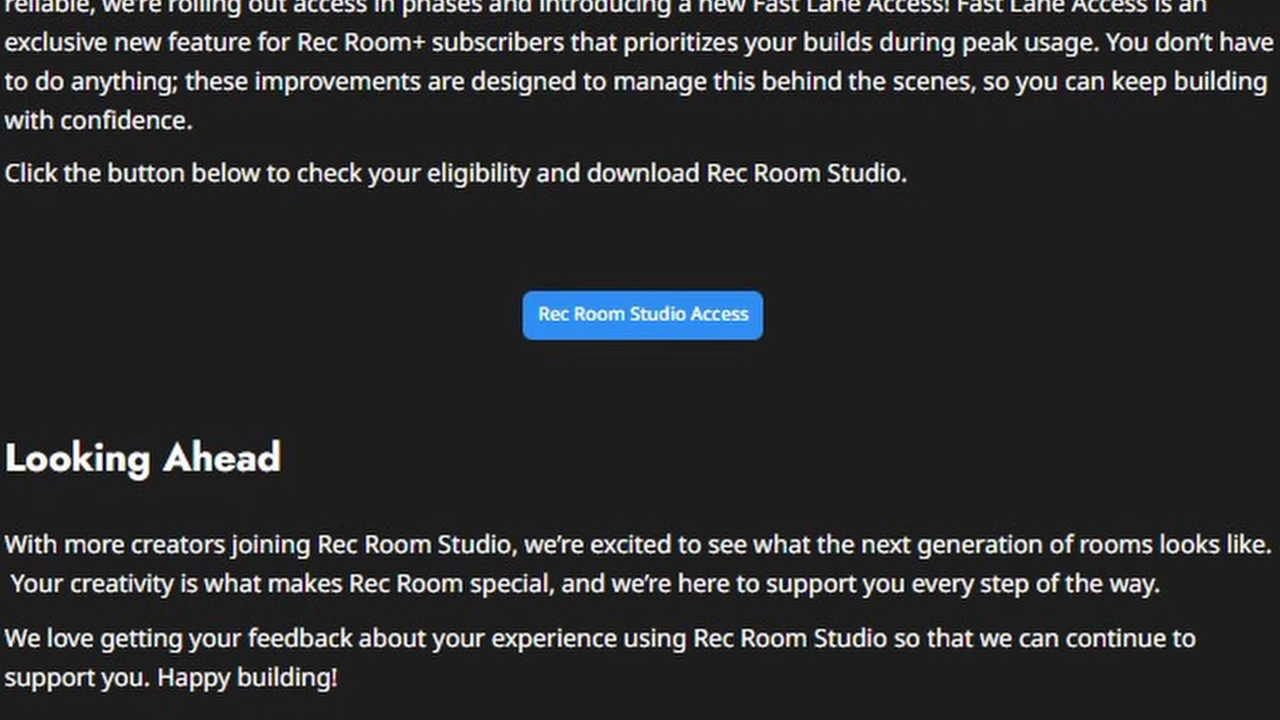 reliable, we're rolling out access in phases and introducing a new Fast Lane Access! Fast Lane Access is an
exclusive new feature for Rec Room+ subscribers that prioritizes your builds during peak usage. You don’t have
to do anything; these improvements are designed to manage this behind the scenes, so you can keep building
with confidence.
Click the button below to check your eligibility and download Rec Room Studio.
Rec Room Studio Access
Looking Ahead
With more creators joining Rec Room Studio, we’re excited to see what the next generation of rooms looks like.
Your creativity is what makes Rec Room special, and we’re here to support you every step of the way.
We love getting your feedback about your experience using Rec Room Studio so that we can continue to
support you. Happy building!